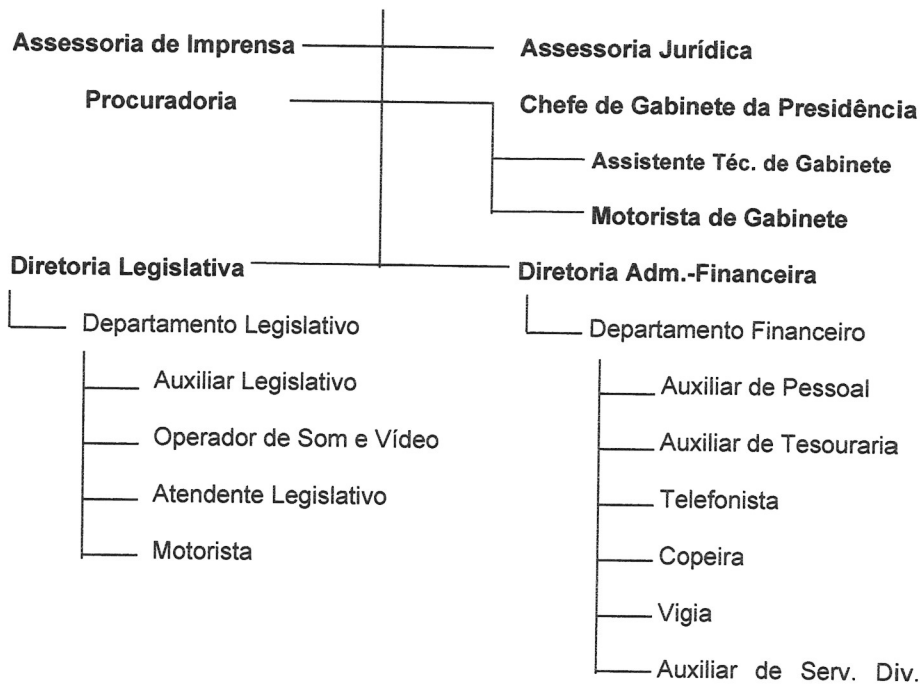 Assessoria de Imprensa
Assessoria Jurídica
Procuradoria
Chefe de Gabinete da Presidência
Assistente Téc. de Gabinete
Motorista de Gabinete
Diretoria Legislativa
Diretoria Adm.-Financeira
Departamento Legislativo
Departamento Financeiro
Auxiliar Legislativo
Auxiliar de Pessoal
Operador de Som e Vídeo
Auxiliar de Tesouraria
Atendente Legislativo
Telefonista
Motorista
Copeira
Vigia
Auxiliar de Serv. Div.